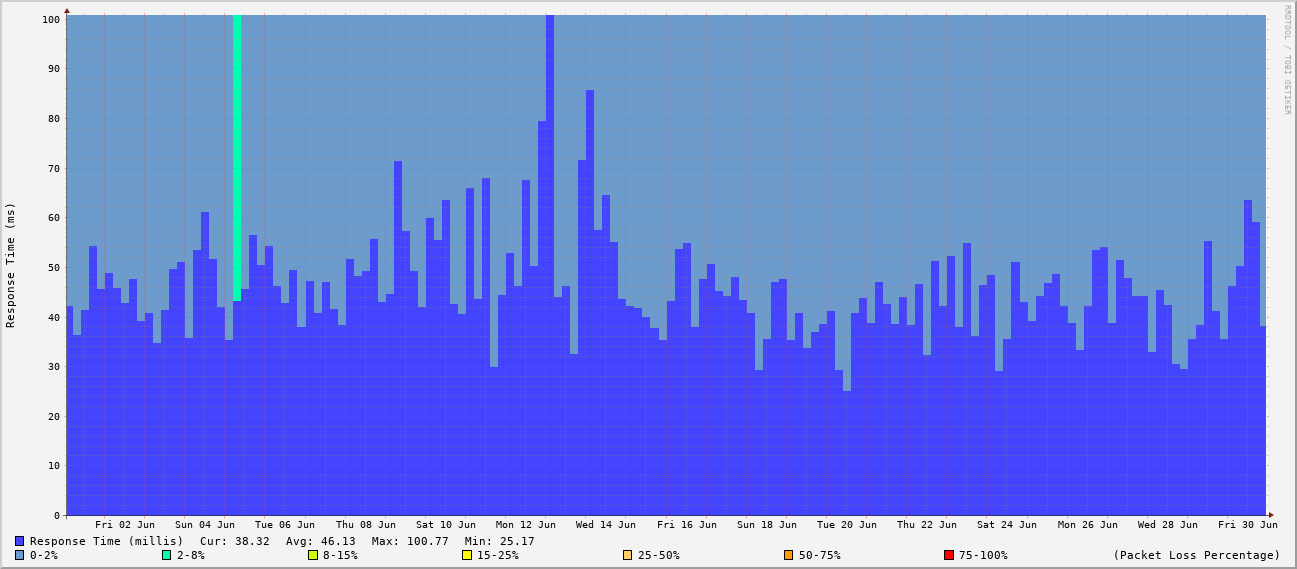 100
90
80
70
60
50
40
30
20
10
0
Response Time (ms)
RRDTOOL / TOBI OETIKER
Fri 02 Jun Sun 04 Jun Tue 06 Jun Thu 08 Jun Sat 10 Jun Mon 12 Jun Wed 14 Jun Fri 16 Jun Sun 18 Jun Tue 20 Jun Thu 22 Jun Sat 24 Jun Mon 26 Jun Wed 28 Jun Fri 30 Jun
Response Time (millis) Cur: 38.32 Avg: 46.13 Max: 100.77 Min: 25.17
0-2% 2-8% 8-15% 15-25% 25-50% 50-75% 75-100% (Packet Loss Percentage)